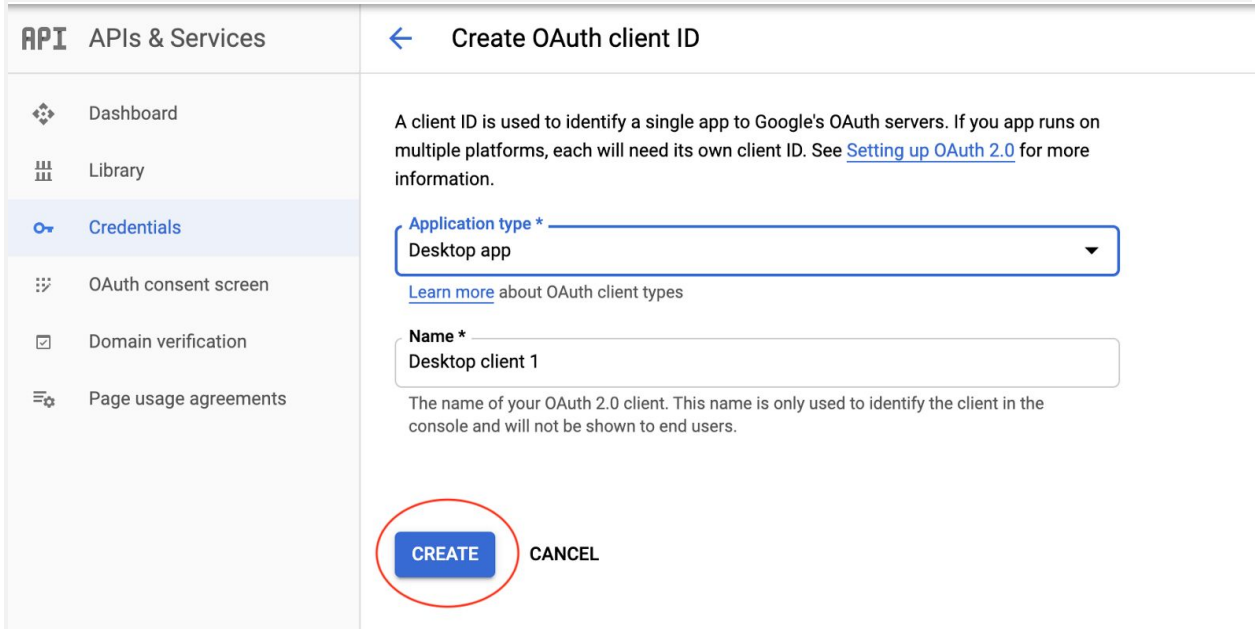 API APIs & Services
Create OAuth client ID
Dashboard
Library
Credentials
OAuth consent screen
Domain verification
Page usage agreements
A client ID is used to identify a single app to Google's OAuth servers. If you app runs on
multiple platforms, each will need its own client ID. See Setting up OAuth 2.0 for more
information.
Application type *
Desktop app
Learn more about OAuth client types
Name *
Desktop client 1
The name of your OAuth 2.0 client. This name is only used to identify the client in the
console and will not be shown to end users.
CREATE CANCEL